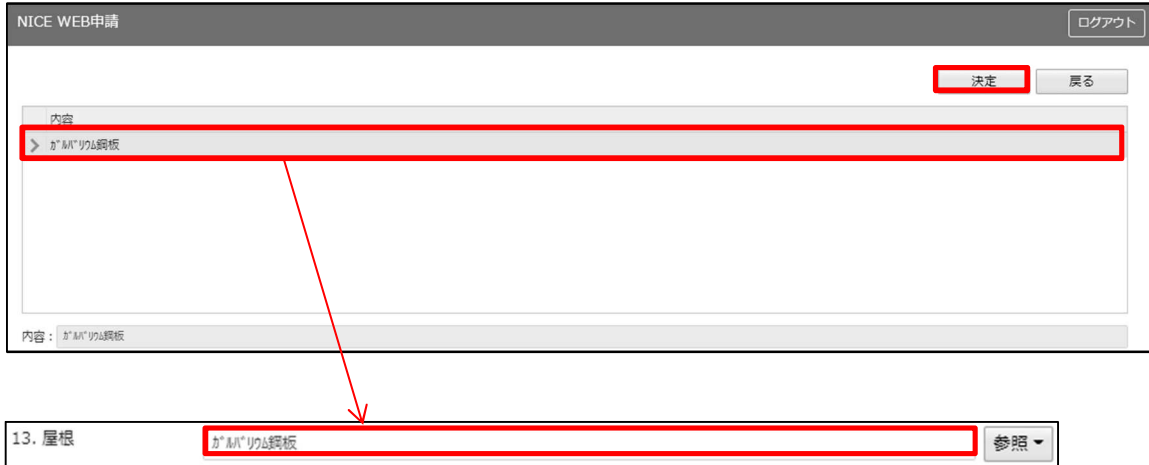 NICE WEB申請
ログアウト
決定
戻る
内容
ｶﾞﾙﾊﾞﾘｳﾑ鋼板
内容： ｶﾞﾙﾊﾞﾘｳﾑ鋼板
13. 屋根
ｶﾞﾙﾊﾞﾘｳﾑ鋼板
参照